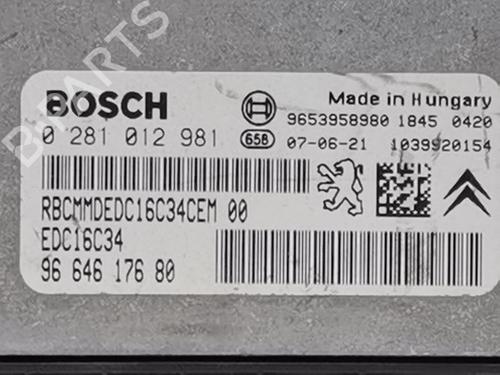 BOSCH
Made in Hungary
9653958980 1845 0420
0 281 012 981 658 07-06-21 1039920154
RBCMMDEDC16C34CEM 00
EDC16C34
96 646 176 80
PARTS